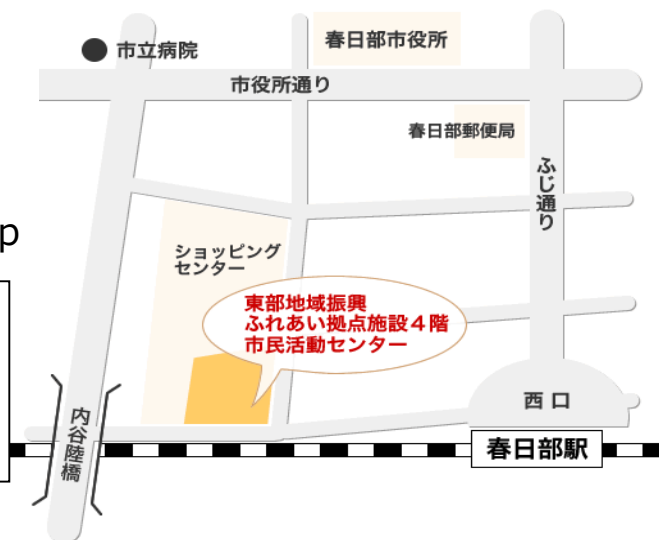 市立病院
春日部市役所
市役所通り
春日部郵便局
ふじ通り
p
ショッピング
センター
東部地域振興
ふれあい拠点施設４階
市民活動センター
西口
内谷陸橋
春日部駅